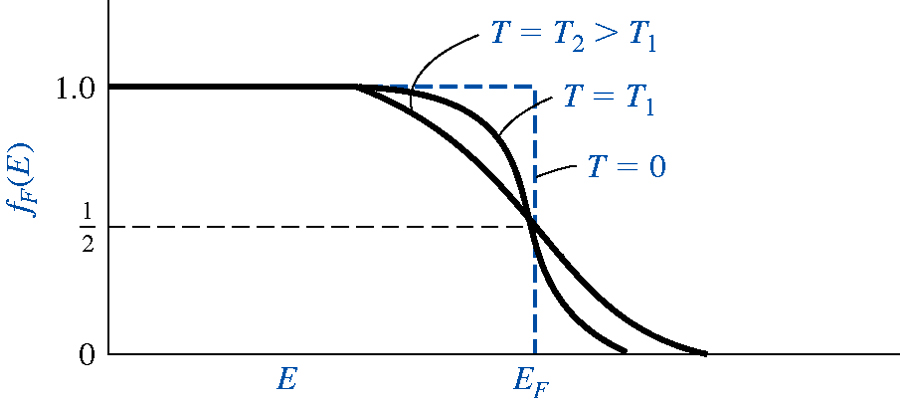 T = T₂ > T₁
1.0
T = T₁
T = 0
f_F(E)
1/2
0
E
E_F